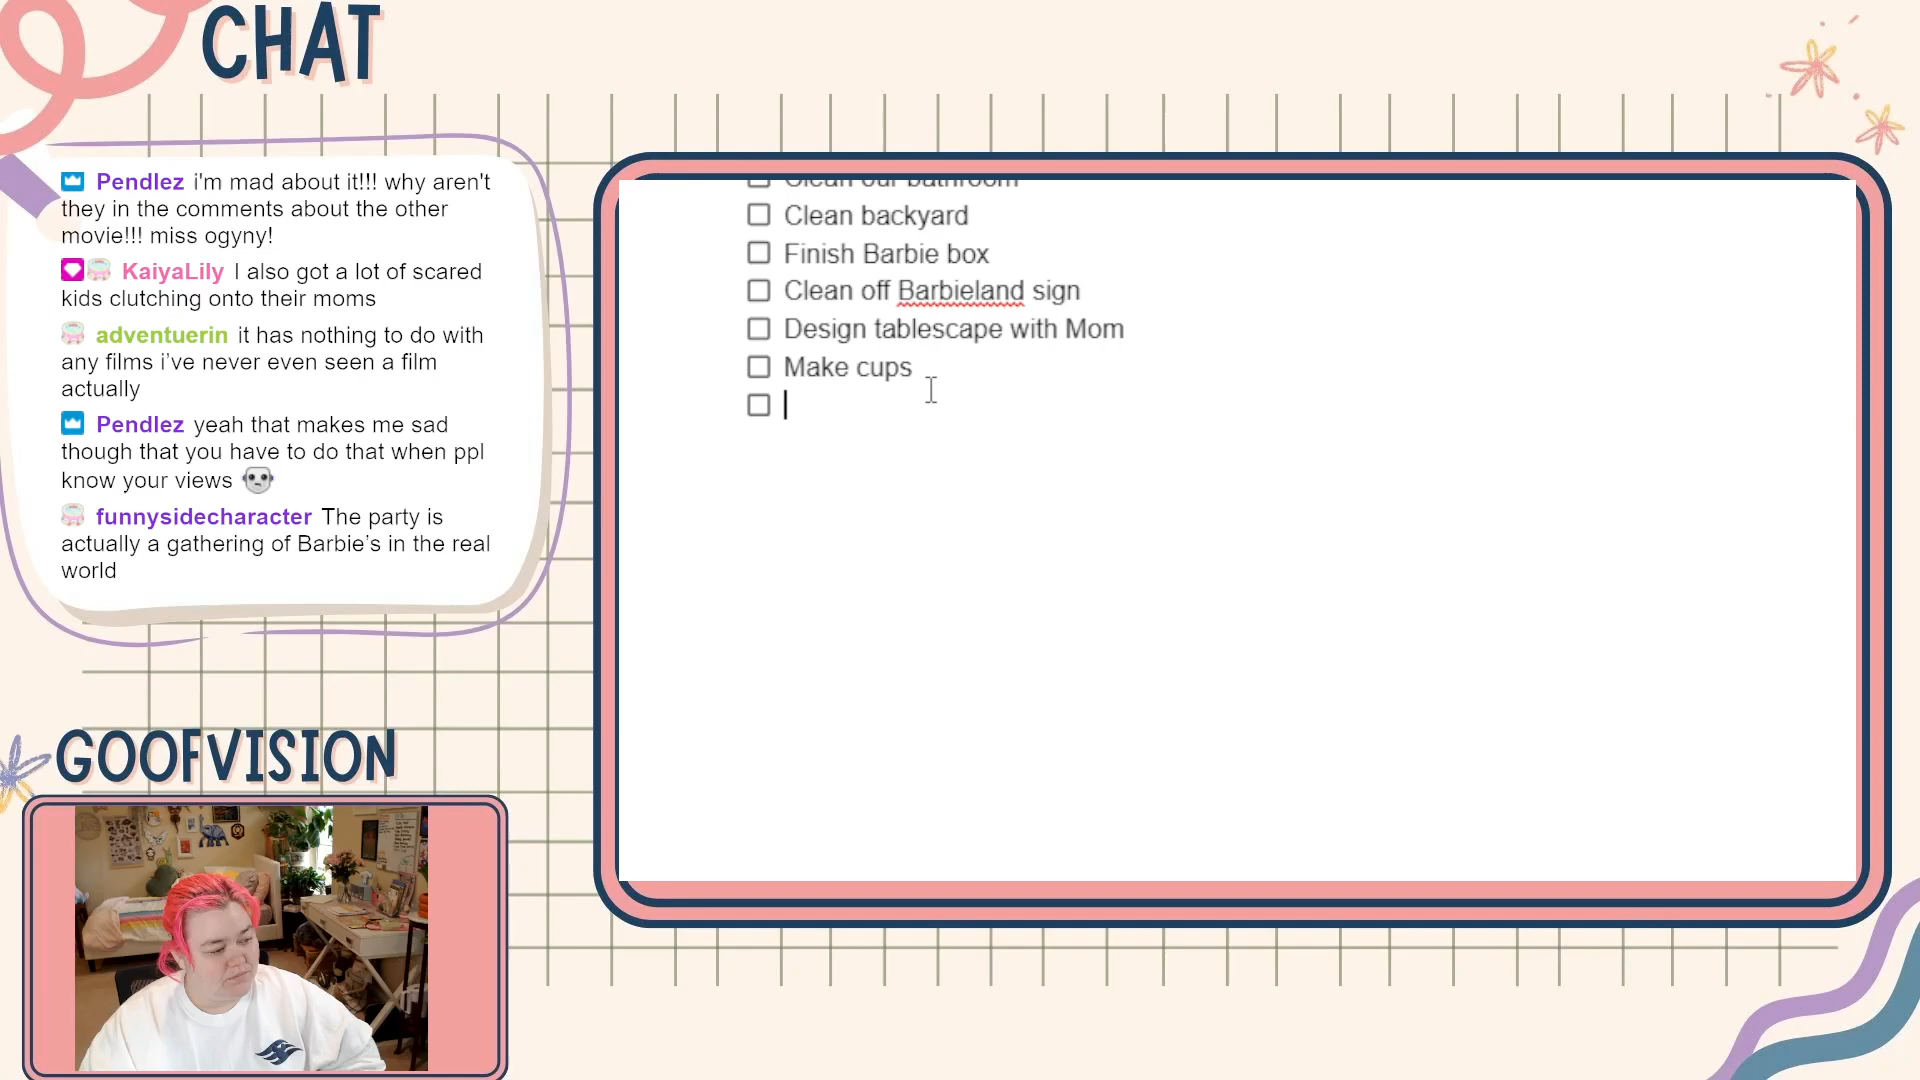 CHAT
Pendlez i'm mad about it!!! why aren't
they in the comments about the other
movie!!! miss ogyny!
KaiyaLily I also got a lot of scared
kids clutching onto their moms
adventuerin it has nothing to do with
any films i've never even seen a film
actually
Pendlez yeah that makes me sad
though that you have to do that when ppl
know your views
funnysidecharacter The party is
actually a gathering of Barbie's in the real
world
Clean our bathroom
Clean backyard
Finish Barbie box
Clean off Barbieland sign
Design tablescape with Mom
Make cups
GOOFVISION